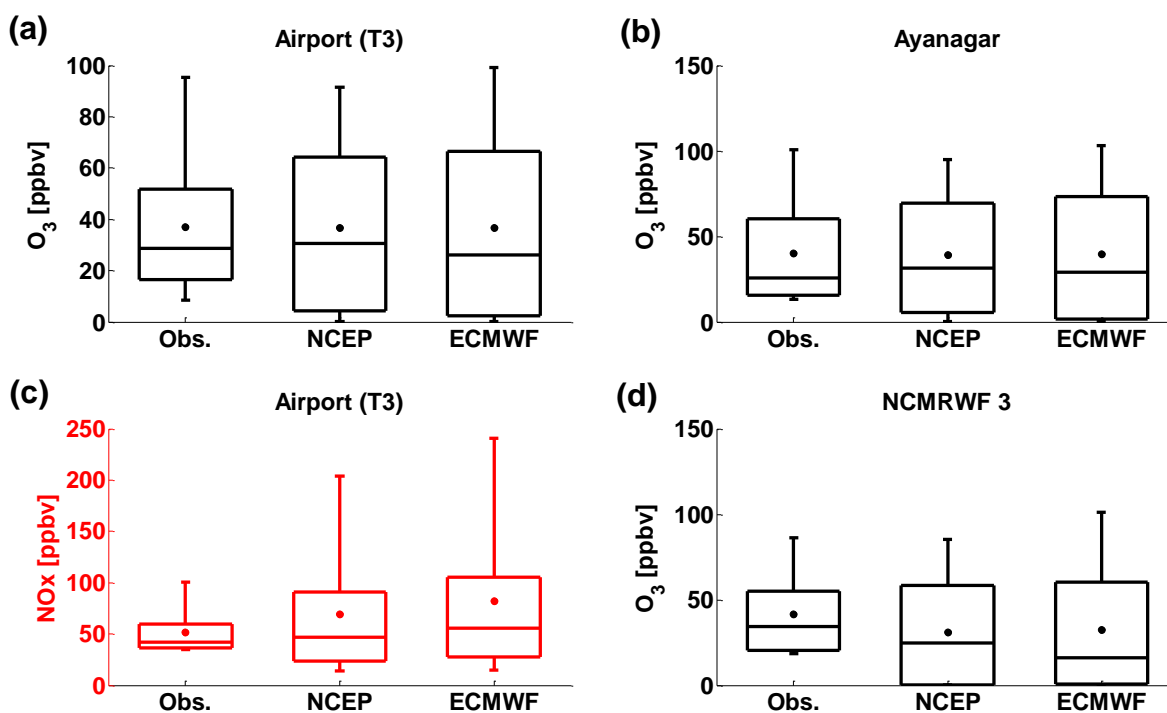 (a)
Airport (T3)
O3 [ppbv]
100
80
60
40
20
0
Obs. NCEP ECMWF
(b)
Ayanagar
O3 [ppbv]
150
100
50
0
Obs. NCEP ECMWF
(c)
Airport (T3)
NOx [ppbv]
250
200
150
100
50
0
Obs. NCEP ECMWF
(d)
NCMRWF 3
O3 [ppbv]
150
100
50
0
Obs. NCEP ECMWF